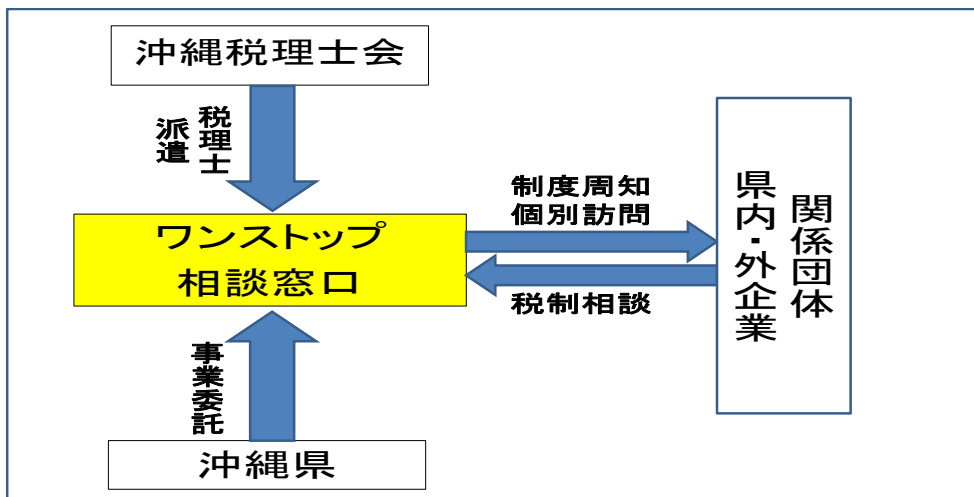 沖縄税理士会
税理士
派遣
ワンストップ
相談窓口
制度周知
個別訪問
税制相談
関係団体
県内・外企業
事業委託
沖縄県